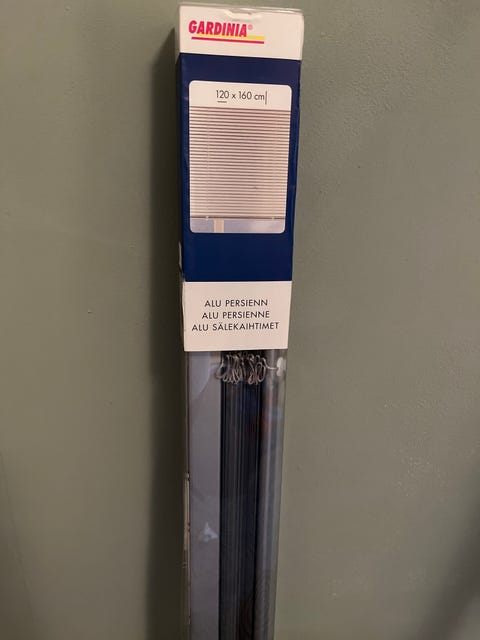 GARDINIA®
120 x 160 cm
ALU PERSIENN
ALU PERSIENNE
ALU SÄLEKAIHTIMET